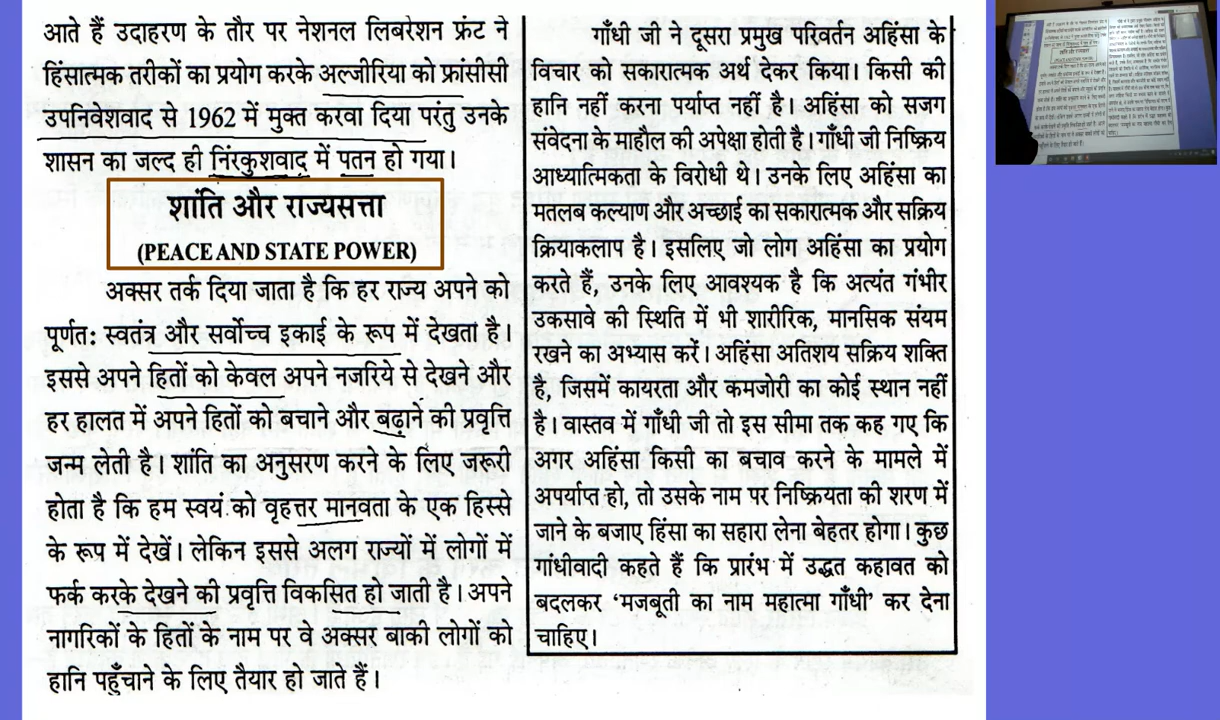 आते हैं उदाहरण के तौर पर नेशनल लिबरेशन फ्रंट ने
हिंसात्मक तरीकों का प्रयोग करके अल्जीरिया को फ्रांसीसी
उपनिवेशवाद से 1962 में मुक्त करवा दिया परंतु उनके
शासन का जल्द ही निंरकुशवाद में पतन हो गया।
शांति और राज्यसत्ता
(PEACE AND STATE POWER)
अक्सर तर्क दिया जाता है कि हर राज्य अपने को
पूर्णत: स्वतंत्र और सर्वोच्च इकाई के रूप में देखता है।
इससे अपने हितों को केवल अपने नजरिये से देखने और
हर हालत में अपने हितों को बचाने और बढ़ाने की प्रवृत्ति
जन्म लेती है। शांति का अनुसरण करने के लिए जरूरी
होता है कि हम स्वयं को वृहत्तर मानवता के एक हिस्से
के रूप में देखें। लेकिन इससे अलग राज्यों में लोगों में
फर्क करके देखने की प्रवृत्ति विकसित हो जाती है। अपने
नागरिकों के हितों के नाम पर वे अक्सर बाकी लोगों को
हानि पहुँचाने के लिए तैयार हो जाते हैं।
गाँधी जी ने दूसरा प्रमुख परिवर्तन अहिंसा के
विचार को सकारात्मक अर्थ देकर किया। किसी की
हानि नहीं करना पर्याप्त नहीं है। अहिंसा को सजग
संवेदना के माहौल की अपेक्षा होती है। गाँधी जी निष्क्रिय
आध्यात्मिकता के विरोधी थे। उनके लिए अहिंसा का
मतलब कल्याण और अच्छाई का सकारात्मक और सक्रिय
क्रियाकलाप है। इसलिए जो लोग अहिंसा का प्रयोग
करते हैं, उनके लिए आवश्यक है कि अत्यंत गंभीर
उकसावे की स्थिति में भी शारीरिक, मानसिक संयम
रखने का अभ्यास करें। अहिंसा अतिशय सक्रिय शक्ति
है, जिसमें कायरता और कमजोरी का कोई स्थान नहीं
है। वास्तव में गाँधी जी तो इस सीमा तक कह गए कि
अगर अहिंसा किसी का बचाव करने के मामले में
अपर्याप्त हो, तो उसके नाम पर निष्क्रियता की शरण में
जाने के बजाए हिंसा का सहारा लेना बेहतर होगा। कुछ
गांधीवादी कहते हैं कि प्रारंभ में उद्धत कहावत को
बदलकर ‘मजबूती का नाम महात्मा गाँधी’ कर देना
चाहिए।